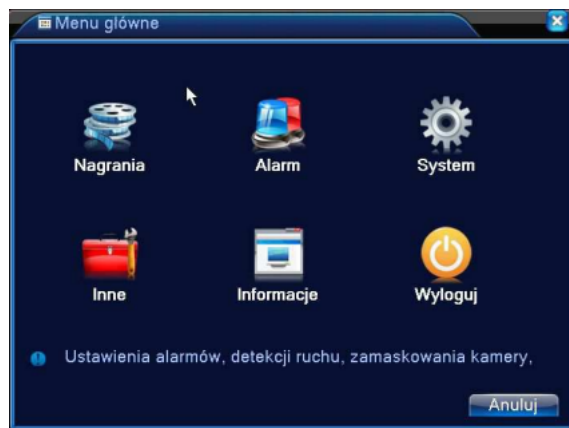 Menu główne
Nagrania Alarm System
Inne Informacje Wyloguj
Ustawienia alarmów, detekcji ruchu, zamaskowania kamery,
Anuluj